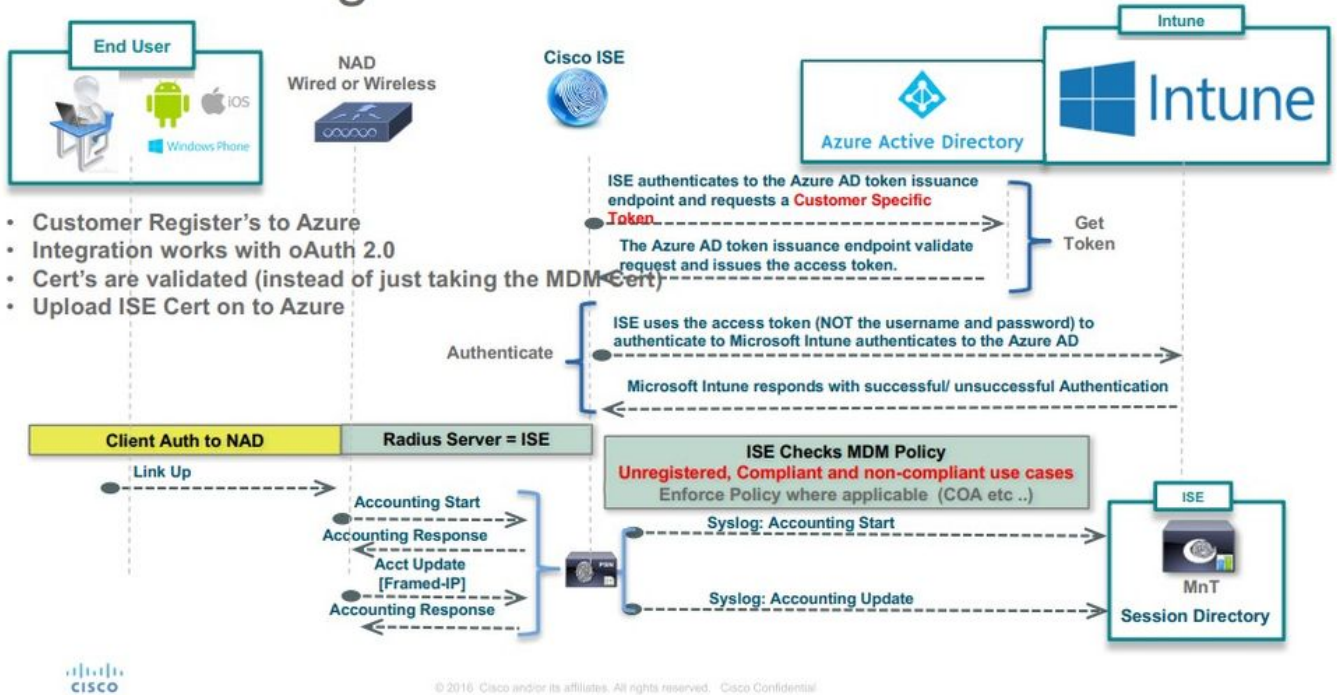 Intune
End User
NAD
Wired or Wireless
Cisco ISE
iOS
Windows Phone
Azure Active Directory
Intune
• Customer Register's to Azure
• Integration works with oAuth 2.0
• Cert's are validated (instead of just taking the MDM Cert)
• Upload ISE Cert on to Azure
ISE authenticates to the Azure AD token issuance
endpoint and requests a Customer Specific
Token
The Azure AD token issuance endpoint validate
request and issues the access token.
Get
Token
Authenticate
ISE uses the access token (NOT the username and password) to
authenticate to Microsoft Intune authenticates to the Azure AD
Microsoft Intune responds with successful/ unsuccessful Authentication
Client Auth to NAD
Radius Server = ISE
ISE Checks MDM Policy
Unregistered, Compliant and non-compliant use cases
Enforce Policy where applicable (COA etc ..)
Link Up
Accounting Start
Accounting Response
Acct Update
[Framed-IP]
Accounting Response
PSN
Syslog: Accounting Start
Syslog: Accounting Update
ISE
MnT
Session Directory
CISCO
© 2016 Cisco and/or its affiliates. All rights reserved. Cisco Confidential